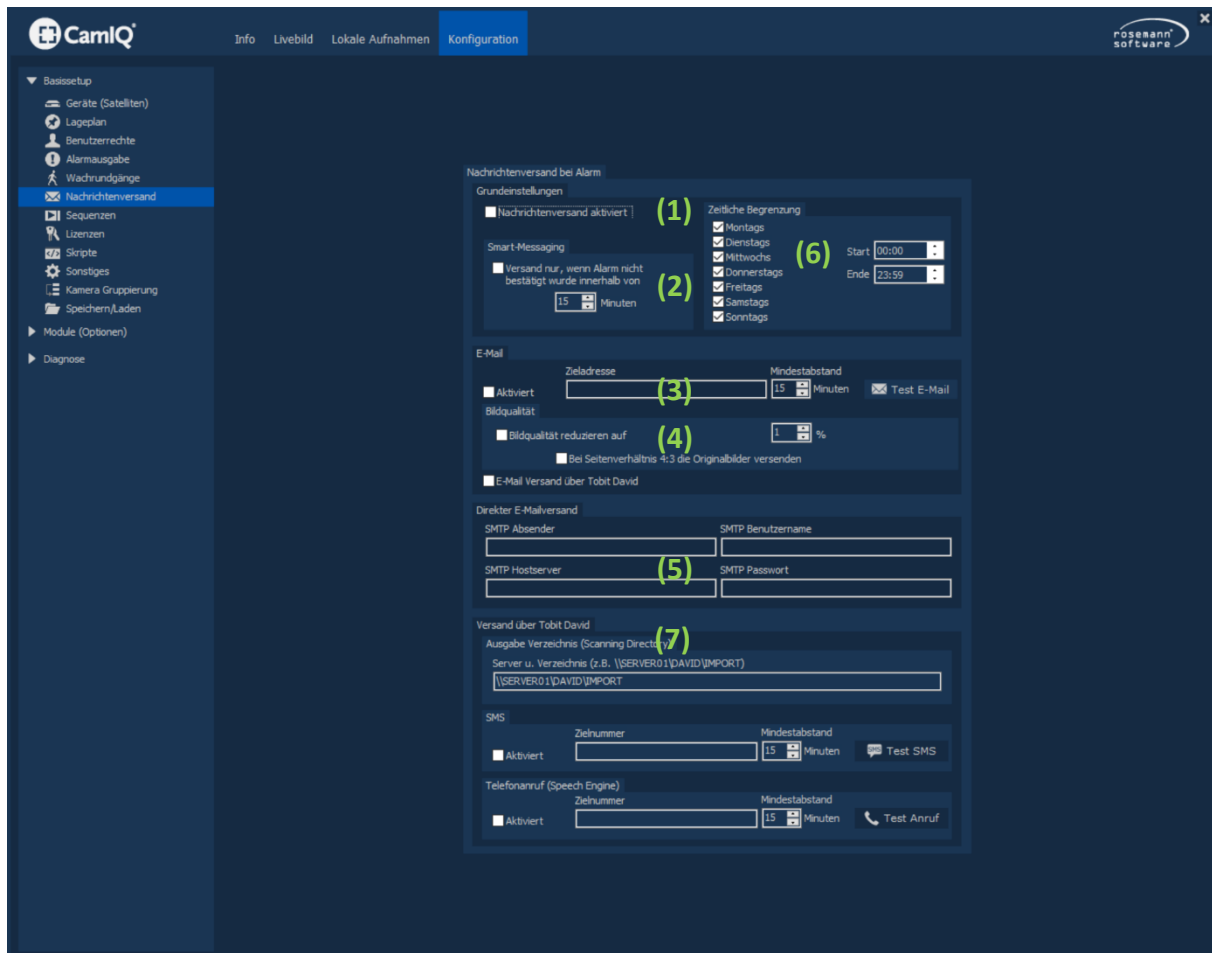 CamIQ®
Info Livebild Lokale Aufnahmen Konfiguration
rosemann
software
Basissetup
Geräte (Satelliten)
Lageplan
Benutzerrechte
Alarmausgabe
Wachrundgänge
Nachrichtenversand
Sequenzen
Lizenzen
Skripte
Sonstiges
Kamera Gruppierung
Speichern/Laden
Module (Optionen)
Diagnose
Nachrichtenversand bei Alarm
Grundeinstellungen
Nachrichtenversand aktiviert
(1)
Smart-Messaging
Versand nur, wenn Alarm nicht
bestätigt wurde innerhalb von
15 Minuten
(2)
Zeitliche Begrenzung
Montags
Dienstags
Mittwochs
Donnerstags
Freitags
Samstags
Sonntags
(6)
Start 00:00
Ende 23:59
E-Mail
Zieladresse Mindestabstand
Aktiviert (3) 15 Minuten Test E-Mail
Bildqualität
Bildqualität reduzieren auf (4) 1 %
Bei Seitenverhältnis 4:3 die Originalbilder versenden
E-Mail Versand über Tobit David
Direkter E-Mailversand
SMTP Absender SMTP Benutzername
(5)
SMTP Hostserver SMTP Passwort
Versand über Tobit David
(7)
Ausgabe Verzeichnis (Scanning Directory)
Server u. Verzeichnis (z.B. \\SERVER01\DAVID\IMPORT)
\\SERVER01\DAVID\IMPORT
SMS
Zielnummer Mindestabstand
Aktiviert 15 Minuten SMS Test SMS
Telefonanruf (Speech Engine)
Zielnummer Mindestabstand
Aktiviert 15 Minuten Test Anruf